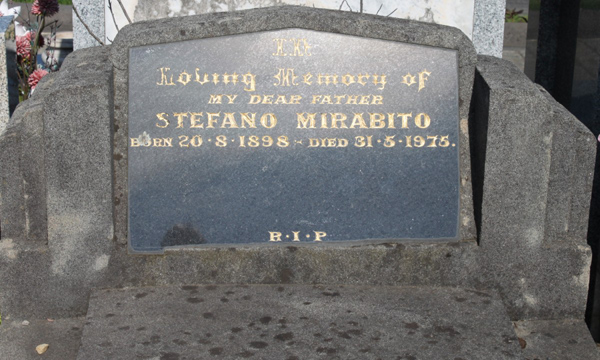 In
Loving Memory of
MY DEAR FATHER
STEFANO MIRABITO
BORN 20·8·1898 ~ DIED 31·5·1975.
R·I·P